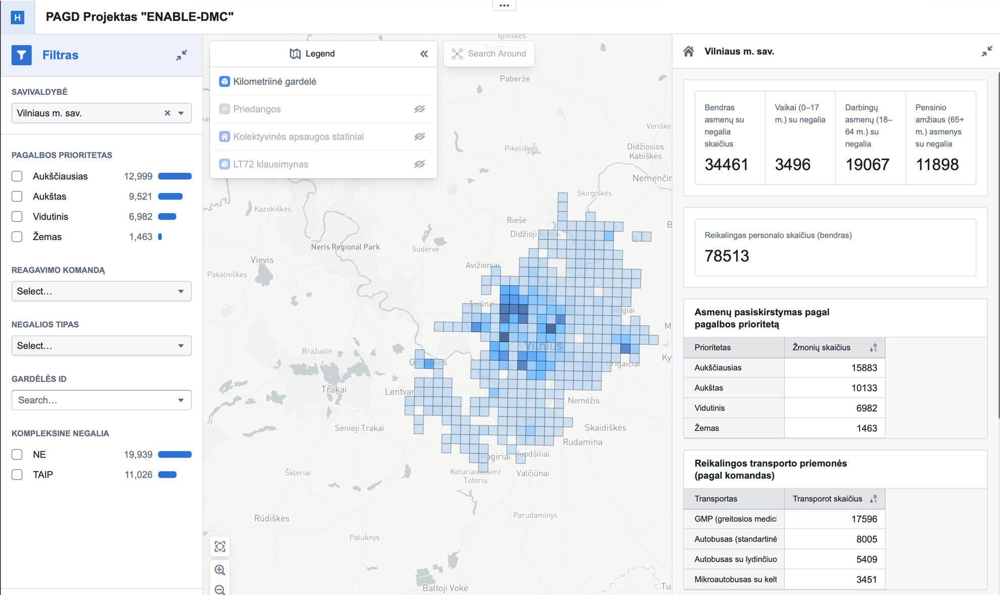 H
PAGD Projektas "ENABLE-DMC"
Filtras
SAVIVALDYBĖ
Vilniaus m. sav.
PAGALBOS PRIORITETAS
Aukščiausias 12,999
Aukštas 9,521
Vidutinis 6,982
Žemas 1,463
REAGAVIMO KOMANDĄ
Select...
NEGALIOS TIPAS
Select...
GARDĖLĖS ID
Search...
KOMPLEKSINE NEGALIA
NE 19,939
TAIP 11,026
Legend
Kilometriinė gardelė
Priedangos
Kolektyvinės apsaugos statiniai
LT72 klausimynas
Search Around
Glitiškės
Paberžė
Veriškė
Pikeliškės
Didžiosios
Kabiškės
Nemenčin
Skirgiškės
Kazokiškės
Riešė
Didžioji Riešė
Neris Regional Park
Sudervė
Vievis
Avižieniai
Pakalniškės
Zujūnai
Galgiai
Bražuolė
Vilnius
Grigiškės
Grigaičiai
Ky
Trakai
Lentvaris
Nemėžis
Senieji Trakai
Skaidiškės
Rudamina
Juodšiliai
Pagiriai
Keturiasdešimt
Totorių
Valčiūnai
Šklėriai
Rūdiškės
Parudaminys
Paluknys
Baltoji Vokė
Tu
Vilniaus m. sav.
Bendras
asmenų su
negalia
skaičius
34461
Vaikai (0–17
m.) su negalia
3496
Darbingų
asmenų (18–
64 m.) su
negalia
19067
Pensinio
amžiaus (65+
m.) asmenys
su negalia
11898
Reikalingas personalo skaičius (bendras)
78513
Asmenų pasiskirstymas pagal
pagalbos prioritetą
Prioritetas Žmonių skaičius
Aukščiausias 15883
Aukštas 10133
Vidutinis 6982
Žemas 1463
Reikalingos transporto priemonės
(pagal komandas)
Transportas Transporot skaičius
GMP (greitosios medici 17596
Autobusas (standartinė 8005
Autobusas su lydinčiuo 5409
Mikroautobusas su kelt 3451